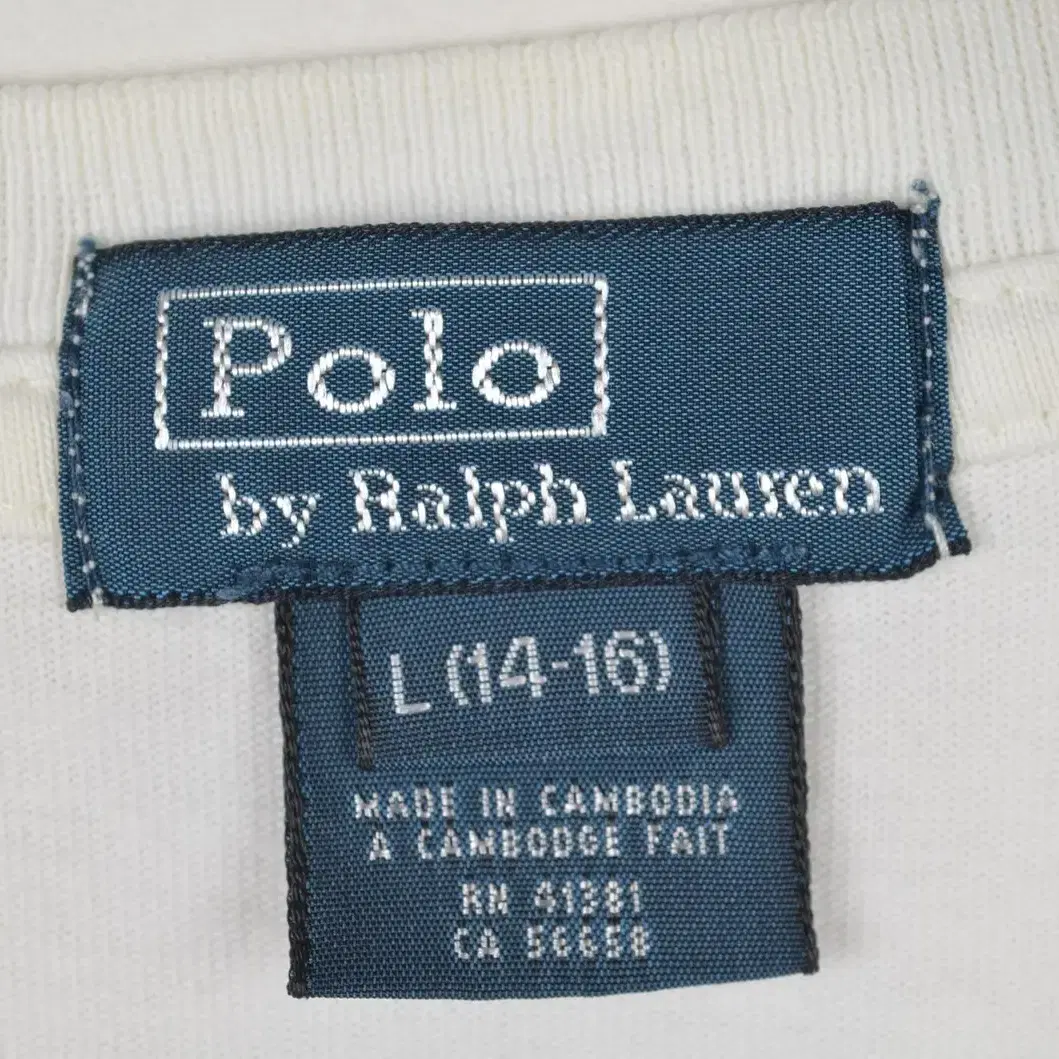 Polo
by Ralph Lauren
L (14-16)
MADE IN CAMBODIA
A CAMBODGE FAIT
RN 41381
CA 56658